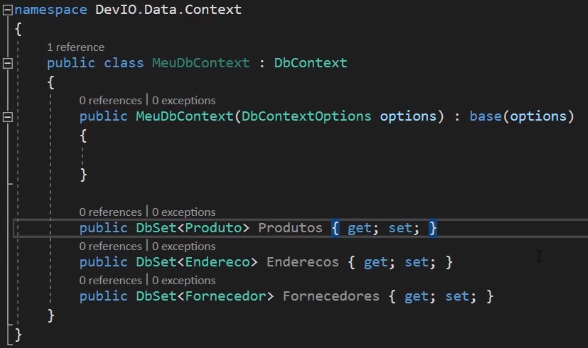 namespace DevIO.Data.Context
{
1 reference
public class MeuDbContext : DbContext
{
0 references | 0 exceptions
public MeuDbContext(DbContextOptions options) : base(options)
{
}
0 references | 0 exceptions
public DbSet<Produto> Produtos { get; set; }
0 references | 0 exceptions
public DbSet<Endereco> Enderecos { get; set; }
0 references | 0 exceptions
public DbSet<Fornecedor> Fornecedores { get; set; }
}
}